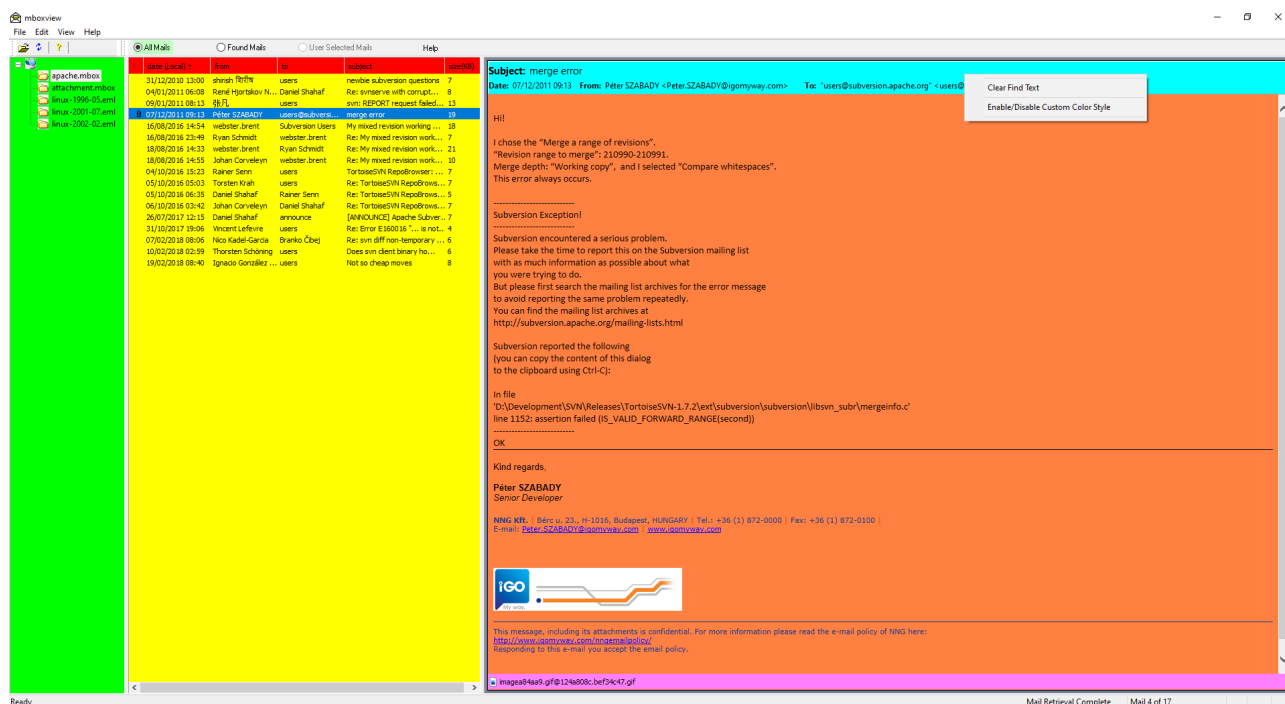 mboxview
File Edit View Help
All Mails Found Mails User Selected Mails Help
apache.mbox
attachment.mbox
linux-1996-05.eml
linux-2001-07.eml
linux-2002-02.eml
! date (Local) from to subject size(KB)
31/12/2010 13:00 shirish शिरीष users newbie subversion questions 7
04/01/2011 06:08 René Hjortskov N... Daniel Shahaf Re: svnserve with corrupt... 8
09/01/2011 08:13 张凡 users svn: REPORT request failed... 13
07/12/2011 09:13 Péter SZABADY users@subversi... merge error 19
16/08/2016 14:54 webster.brent Subversion Users My mixed revision working ... 18
16/08/2016 23:49 Ryan Schmidt webster.brent Re: My mixed revision work... 7
18/08/2016 14:33 webster.brent Ryan Schmidt Re: My mixed revision work... 21
18/08/2016 14:55 Johan Corveleyn webster.brent Re: My mixed revision work... 10
04/10/2016 15:23 Rainer Senn users TortoiseSVN RepoBrowser: ... 7
05/10/2016 05:03 Torsten Krah users Re: TortoiseSVN RepoBrows... 7
05/10/2016 06:35 Daniel Shahaf Rainer Senn Re: TortoiseSVN RepoBrows... 5
06/10/2016 03:42 Johan Corveleyn Daniel Shahaf Re: TortoiseSVN RepoBrows... 7
26/07/2017 12:15 Daniel Shahaf announce [ANNOUNCE] Apache Subver... 7
31/10/2017 19:06 Vincent Lefevre users Re: Error E160016 "... is not... 4
07/02/2018 08:06 Nico Kadel-Garcia Branko Čibej Re: svn diff non-temporary ... 6
10/02/2018 02:59 Thorsten Schöning users Does svn client binary ho... 6
19/02/2018 08:40 Ignacio González ... users Not so cheap moves 8
Subject: merge error
Date: 07/12/2011 09:13 From: Péter SZABADY <Peter.SZABADY@igomyway.com> To: "users@subversion.apache.org" <users@
Clear Find Text
Enable/Disable Custom Color Style
Hi!
I chose the “Merge a range of revisions”.
“Revision range to merge”: 210990-210991.
Merge depth: “Working copy”, and I selected “Compare whitespaces”.
This error always occurs.
---------------------------
Subversion Exception!
---------------------------
Subversion encountered a serious problem.
Please take the time to report this on the Subversion mailing list
with as much information as possible about what
you were trying to do.
But please first search the mailing list archives for the error message
to avoid reporting the same problem repeatedly.
You can find the mailing list archives at
http://subversion.apache.org/mailing-lists.html
Subversion reported the following
(you can copy the content of this dialog
to the clipboard using Ctrl-C):
In file
'D:\Development\SVN\Releases\TortoiseSVN-1.7.2\ext\subversion\subversion\libsvn_subr\mergeinfo.c'
line 1152: assertion failed (IS_VALID_FORWARD_RANGE(second))
---------------------------
OK
Kind regards,
Péter SZABADY
Senior Developer
NNG Kft. | Bérc u. 23., H-1016, Budapest, HUNGARY | Tel.: +36 (1) 872-0000 | Fax: +36 (1) 872-0100 |
E-mail: Peter.SZABADY@igomyway.com | www.igomyway.com
iGO
My way.
This message, including its attachments is confidential. For more information please read the e-mail policy of NNG here:
http://www.igomyway.com/nngemailpolicy/
Responding to this e-mail you accept the email policy.
imagea84aa9.gif@124a808c.bef34c47.gif
Ready Mail Retrieval Complete Mail 4 of 17